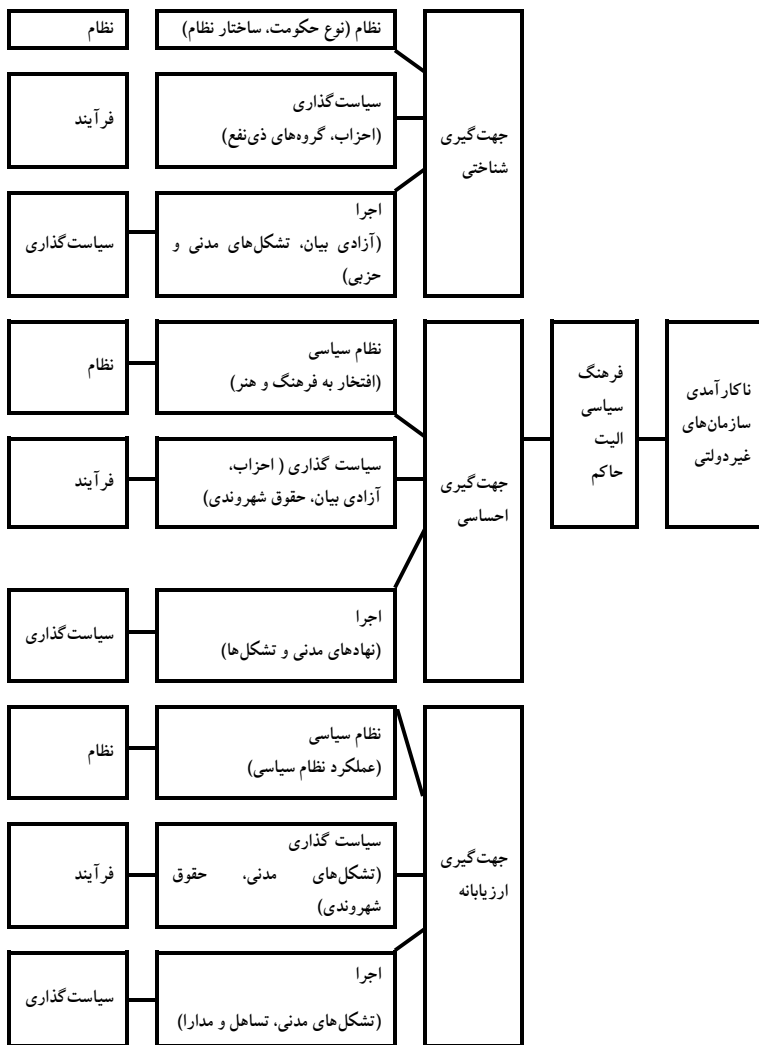 ناکارآمدی
سازمان‌های
غیردولتی
فرهنگ
سیاسی
الیت
حاکم
جهت‌گیری
شناختی
نظام (نوع حکومت، ساختار نظام)
نظام
سیاست‌گذاری
(احزاب، گروه‌های ذی‌نفع)
فرآیند
اجرا
(آزادی بیان، تشکل‌های مدنی و
حزبی)
سیاست‌گذاری
جهت‌گیری
احساسی
نظام سیاسی
(افتخار به فرهنگ و هنر)
نظام
سیاست گذاری ( احزاب،
آزادی بیان، حقوق شهروندی)
فرآیند
اجرا
(نهادهای مدنی و تشکل‌ها)
سیاست‌گذاری
جهت‌گیری
ارزیابانه
نظام سیاسی
(عملکرد نظام سیاسی)
نظام
سیاست گذاری
(تشکل‌های مدنی، حقوق
شهروندی)
فرآیند
اجرا
(تشکل‌های مدنی، تساهل و مدارا)
سیاست‌گذاری